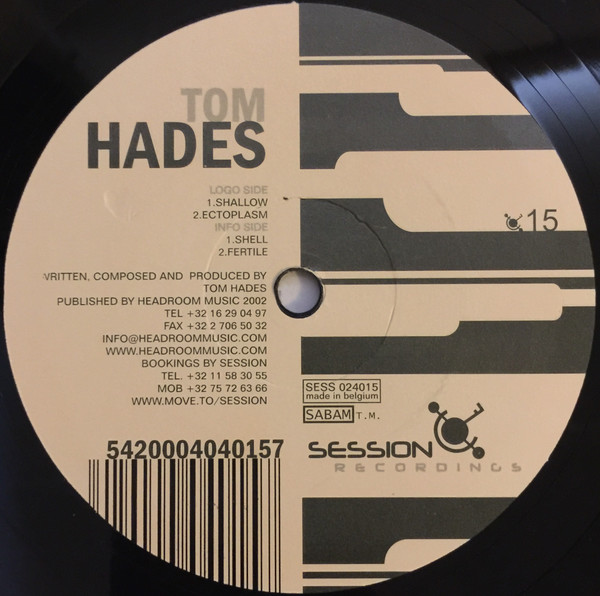 TOM
HADES
LOGO SIDE
1.SHALLOW
2.ECTOPLASM
INFO SIDE
1.SHELL
2.FERTILE
WRITTEN, COMPOSED AND PRODUCED BY
TOM HADES
PUBLISHED BY HEADROOM MUSIC 2002
TEL +32 16 29 04 97
FAX +32 2 706 50 32
INFO@HEADROOMMUSIC.COM
WWW.HEADROOMMUSIC.COM
BOOKINGS BY SESSION
TEL. +32 11 58 30 55
MOB +32 75 72 63 66
WWW.MOVE.TO/SESSION
5420004040157
15
SESS 024015
made in belgium
SABAM T.M.
SESSION
RECORDINGS